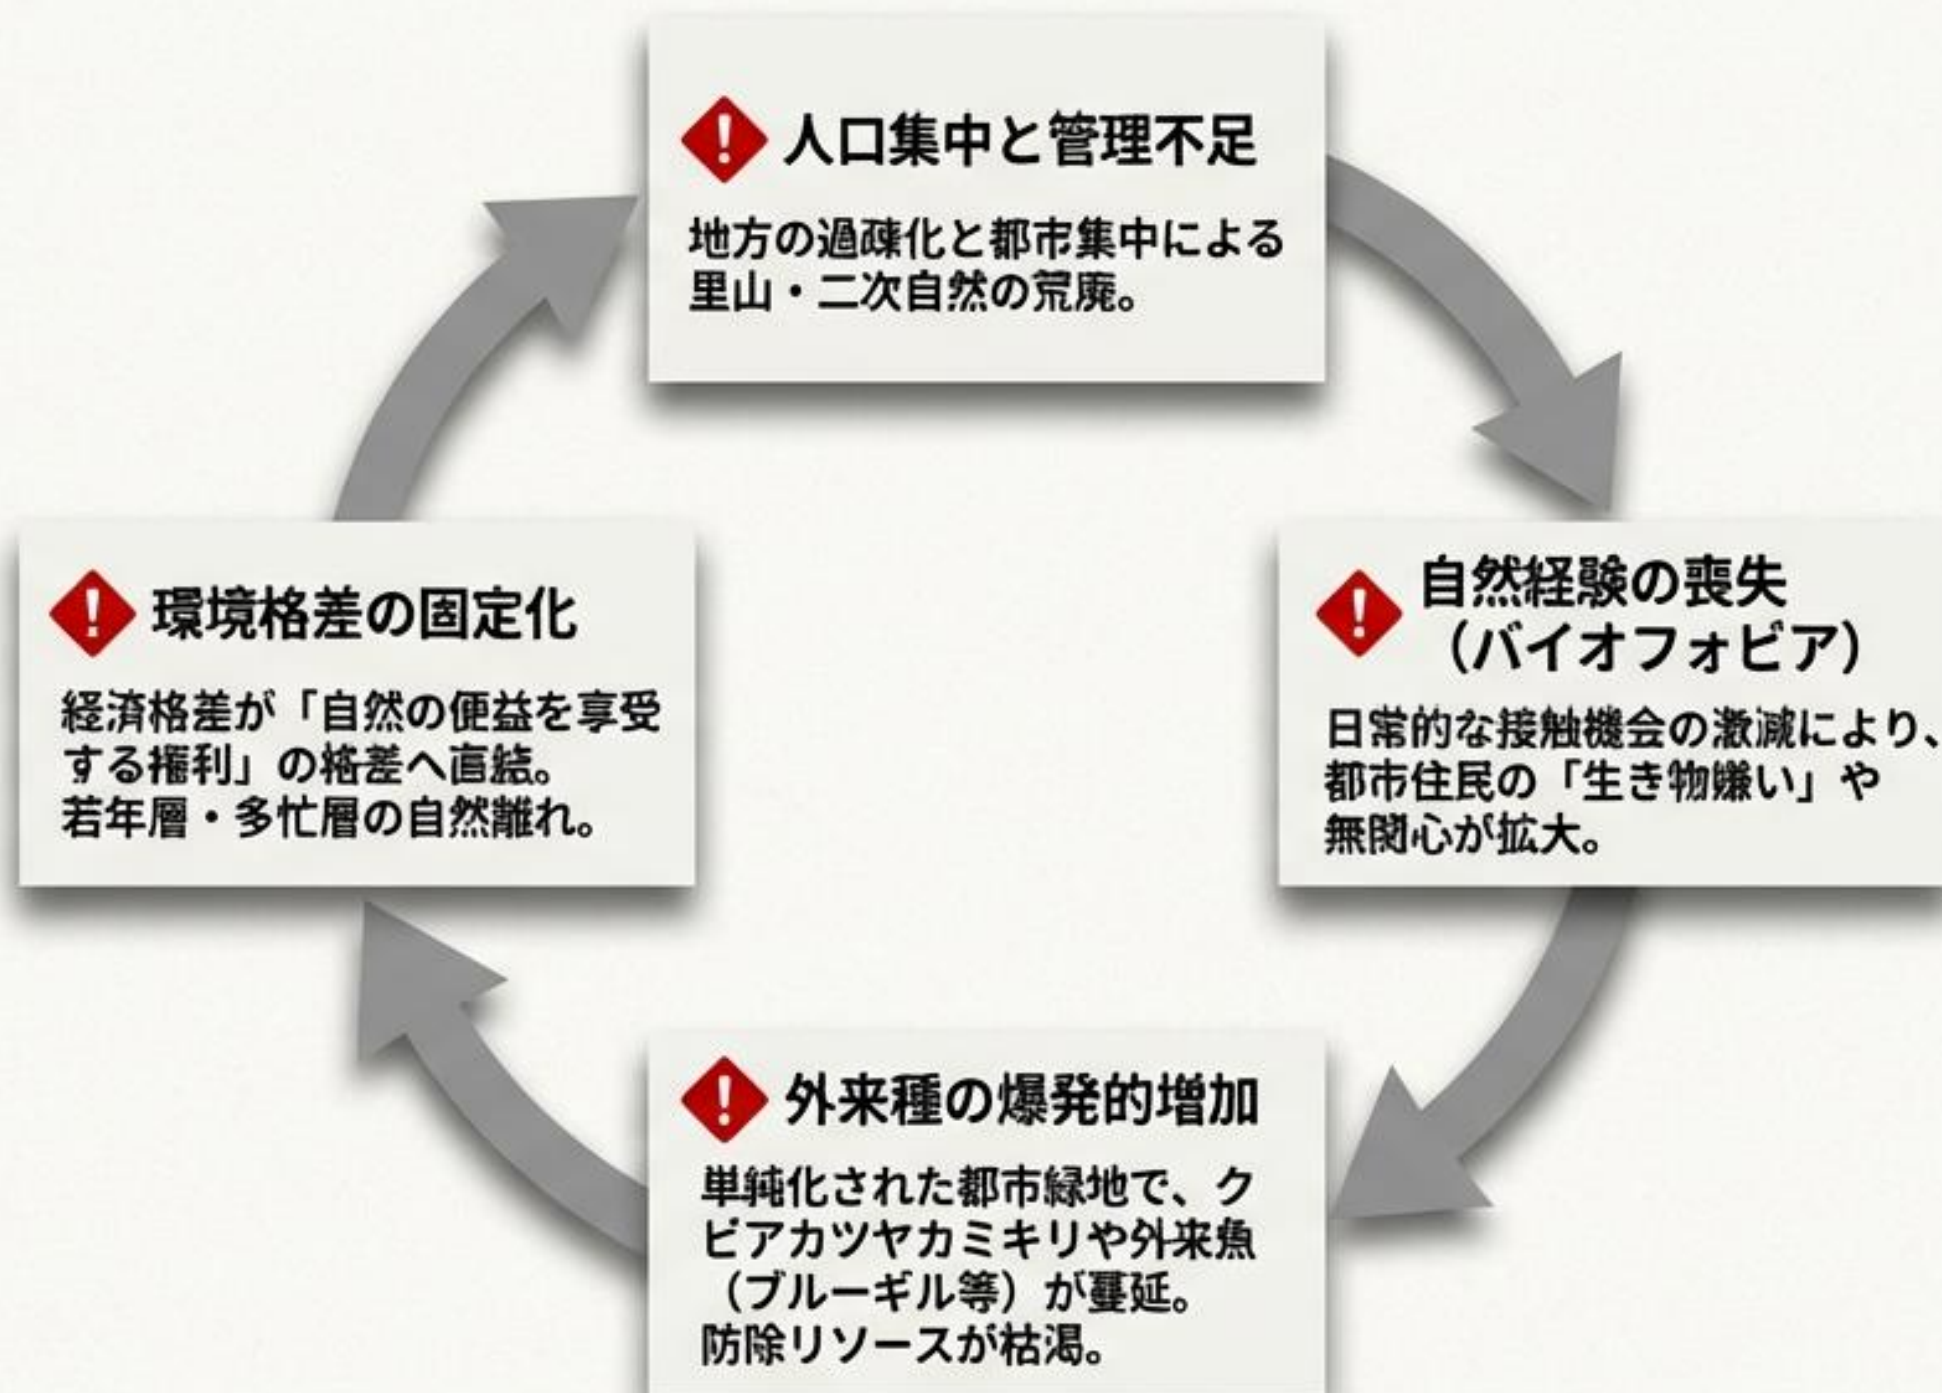 人口集中と管理不足
地方の過疎化と都市集中による
里山・二次自然の荒廃。
自然経験の喪失
（バイオフォビア）
日常的な接触機会の激減により、
都市住民の「生き物嫌い」や
無関心が拡大。
外来種の爆発的増加
単純化された都市緑地で、ク
ビアカツヤカミキリや外来魚
（ブルーギル等）が蔓延。
防除リソースが枯渇。
環境格差の固定化
経済格差が「自然の便益を享受
する権利」の格差へ直結。
若年層・多忙層の自然離れ。